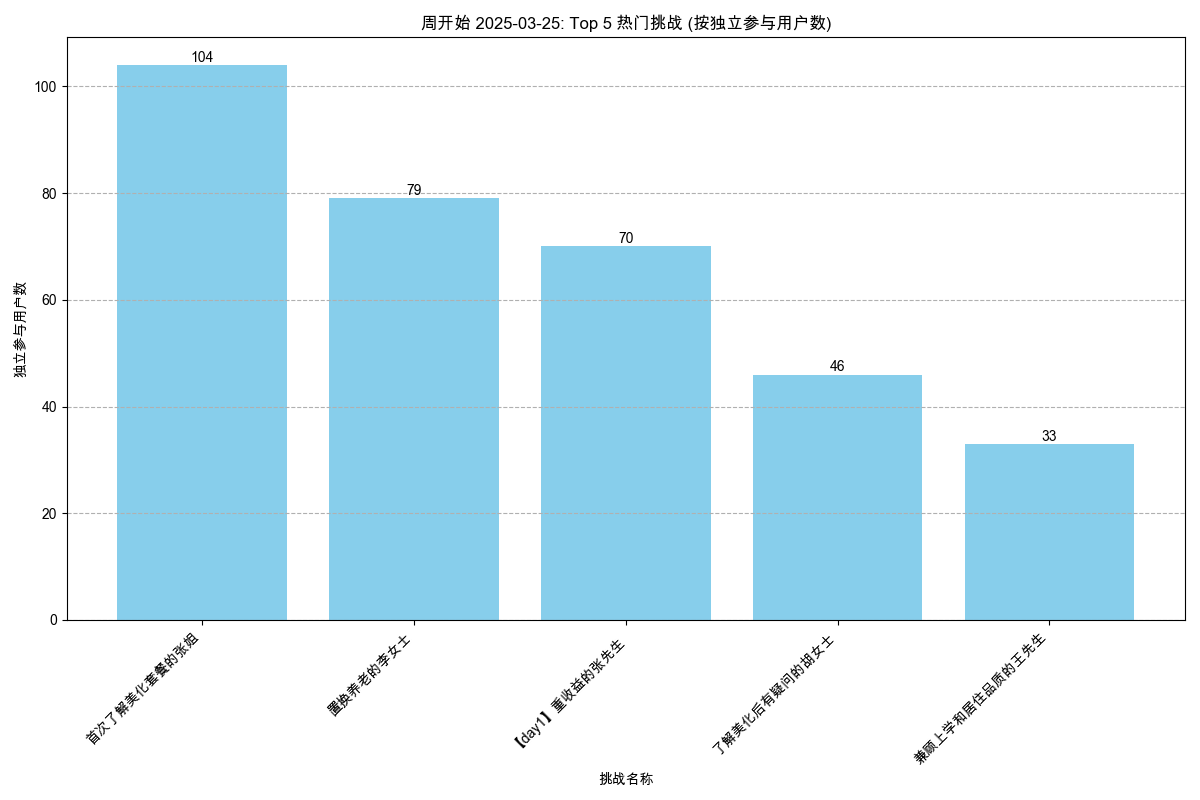 周开始 2025-03-25: Top 5 热门挑战 (按独立参与用户数)
独立参与用户数
100
80
60
40
20
0
104
79
70
46
33
首次了解美化套餐的张姐
置换养老的李女士
【day1】重收益的张先生
了解美化后有疑问的胡女士
兼顾上学和居住品质的王先生
挑战名称